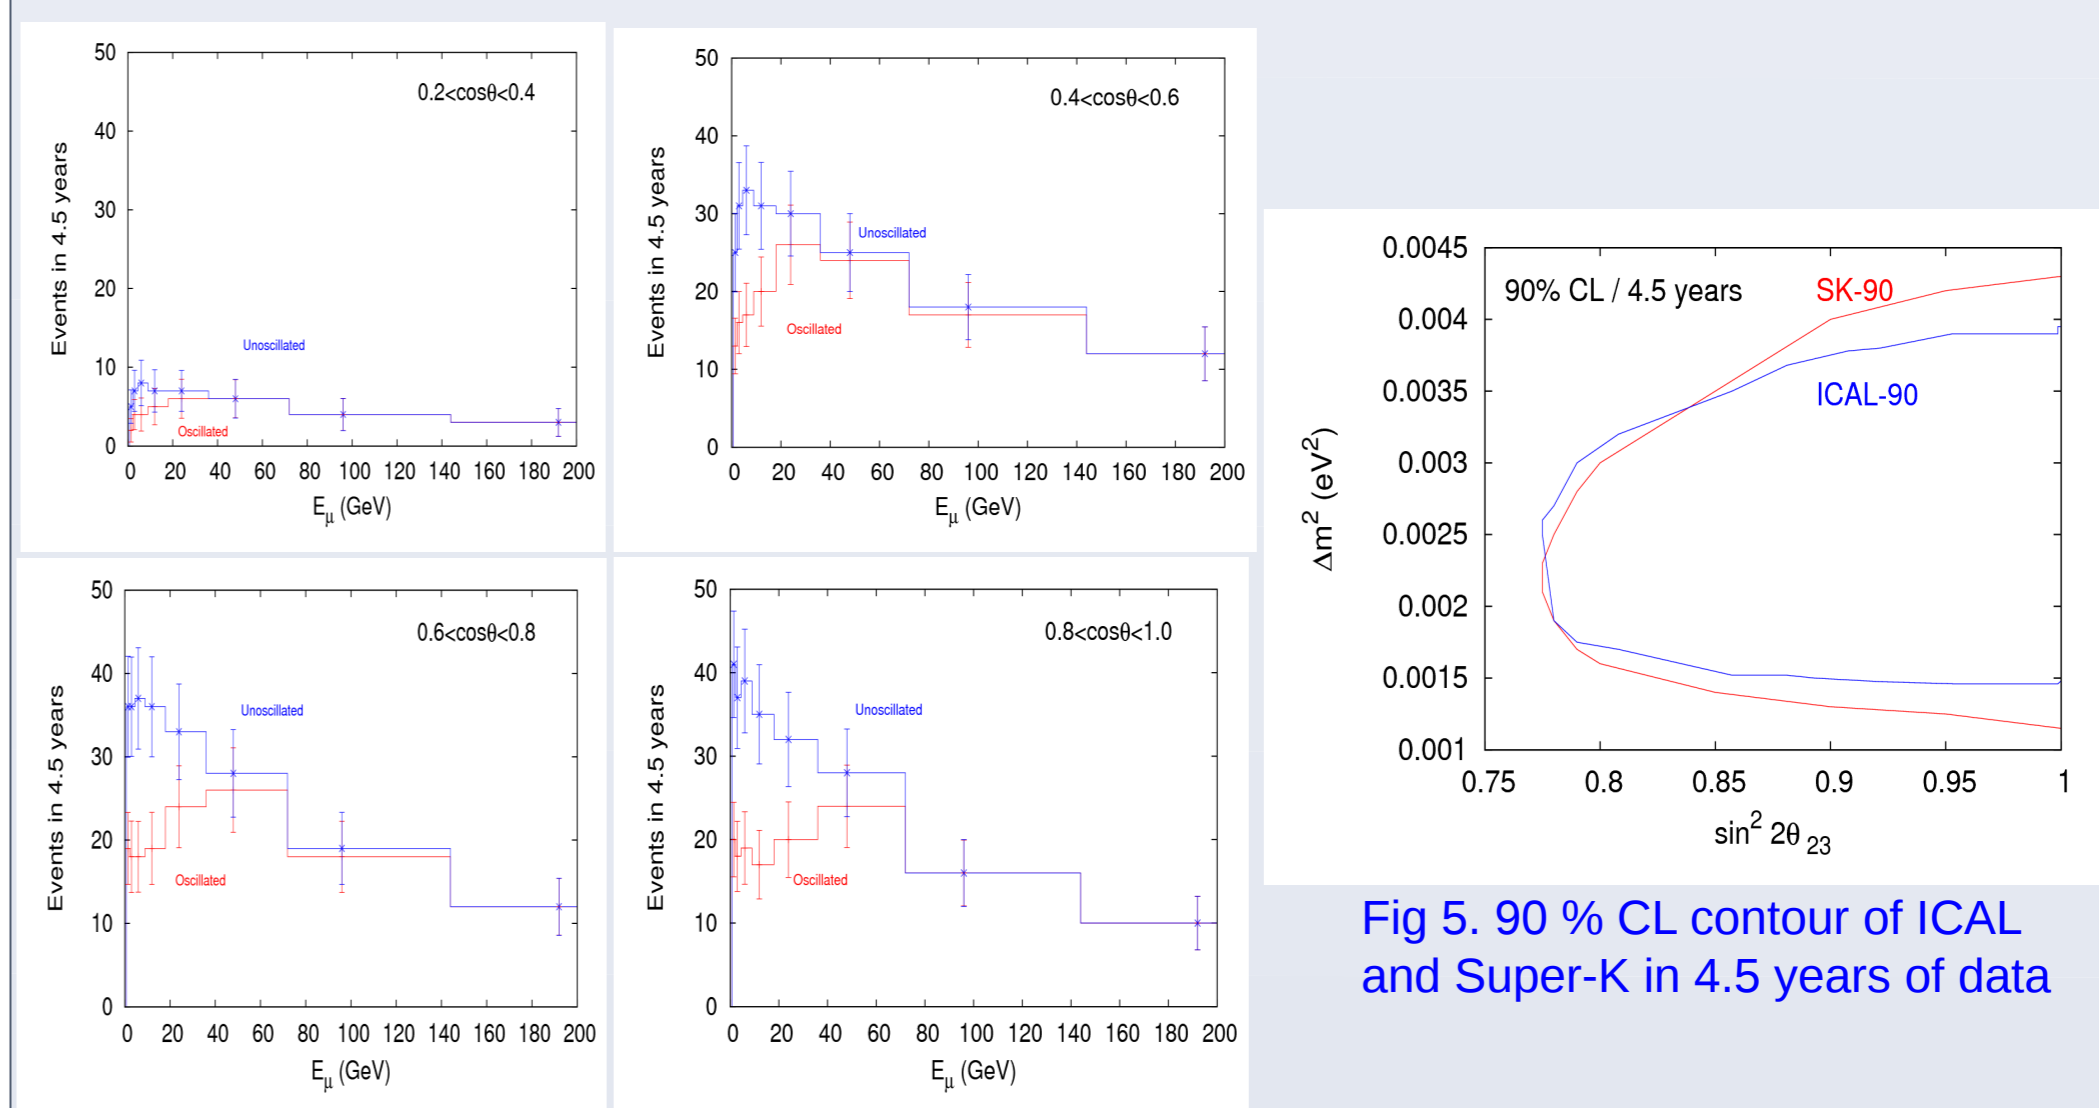 50
40
30
20
10
0
Events in 4.5 years
0.2<cosθ<0.4
Unoscillated
Oscillated
0 20 40 60 80 100 120 140 160 180 200
Eμ (GeV)
50
40
30
20
10
0
Events in 4.5 years
0.4<cosθ<0.6
Unoscillated
Oscillated
0 20 40 60 80 100 120 140 160 180 200
Eμ (GeV)
50
40
30
20
10
0
Events in 4.5 years
0.6<cosθ<0.8
Unoscillated
Oscillated
0 20 40 60 80 100 120 140 160 180 200
Eμ (GeV)
50
40
30
20
10
0
Events in 4.5 years
0.8<cosθ<1.0
Unoscillated
Oscillated
0 20 40 60 80 100 120 140 160 180 200
Eμ (GeV)
0.0045
0.004
0.0035
0.003
0.0025
0.002
0.0015
0.001
Δm² (eV²)
90% CL / 4.5 years
SK-90
ICAL-90
0.75 0.8 0.85 0.9 0.95 1
sin² 2θ 23
Fig 5. 90 % CL contour of ICAL
and Super-K in 4.5 years of data